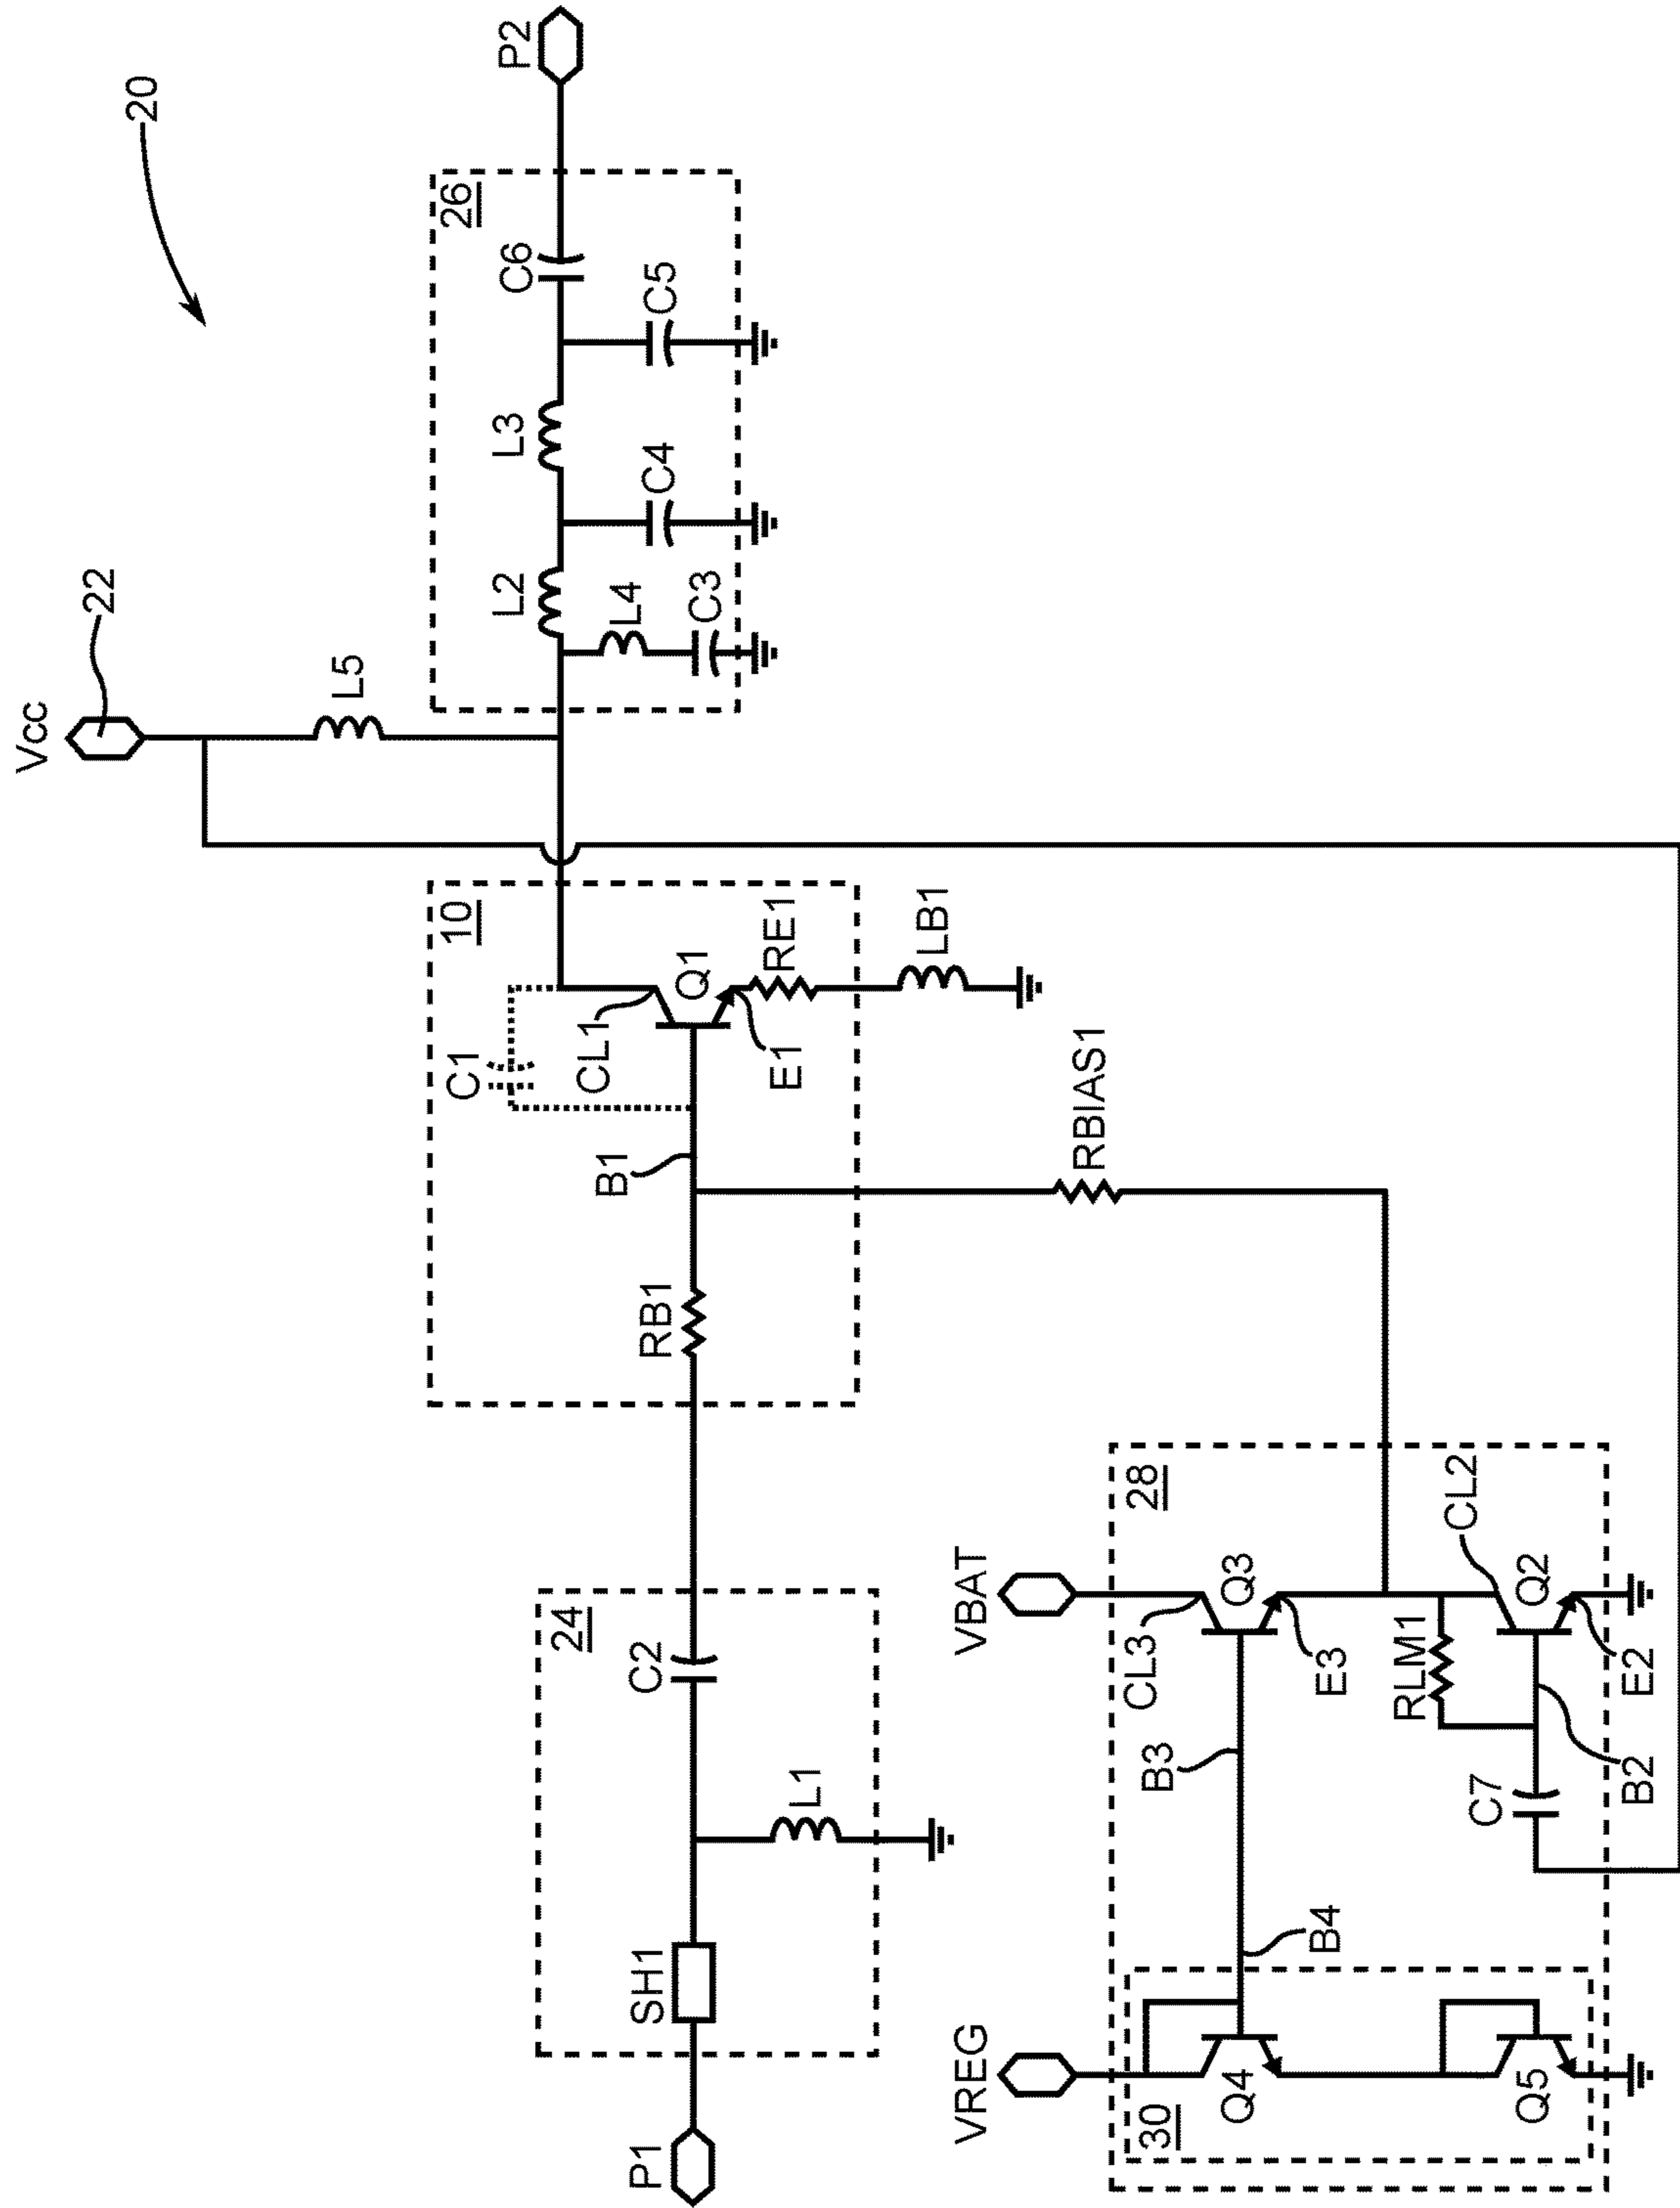 20
Vcc
22
L5
P2
26
L2
L3
C6
L4
C3
C4
C5
10
C1
CL1
Q1
B1
E1
RE1
RB1
LB1
RBIAS1
24
P1
SH1
C2
L1
VREG
VBAT
28
30
Q4
B4
B3
CL3
Q3
E3
RLM1
CL2
Q5
C7
B2
Q2
E2